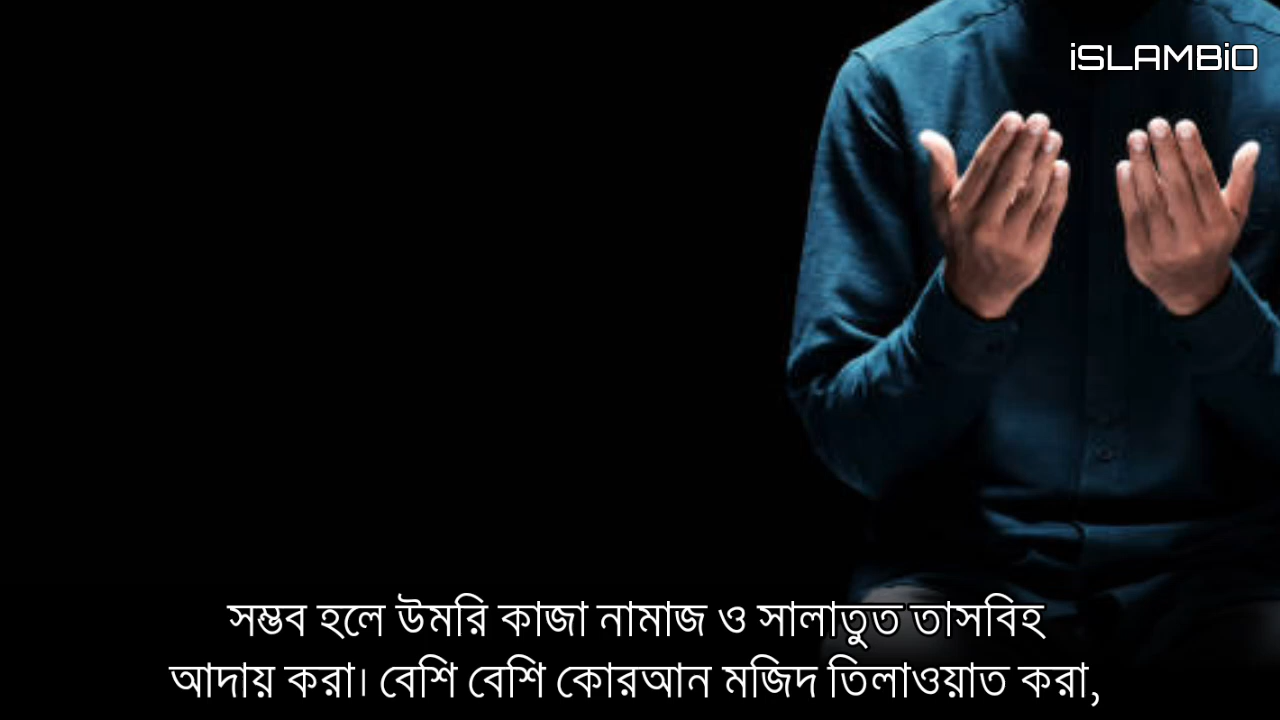 iSLAMBiO
সম্ভব হলে উমরি কাজা নামাজ ও সালাতুত তাসবিহ
আদায় করা। বেশি বেশি কোরআন মজিদ তিলাওয়াত করা,